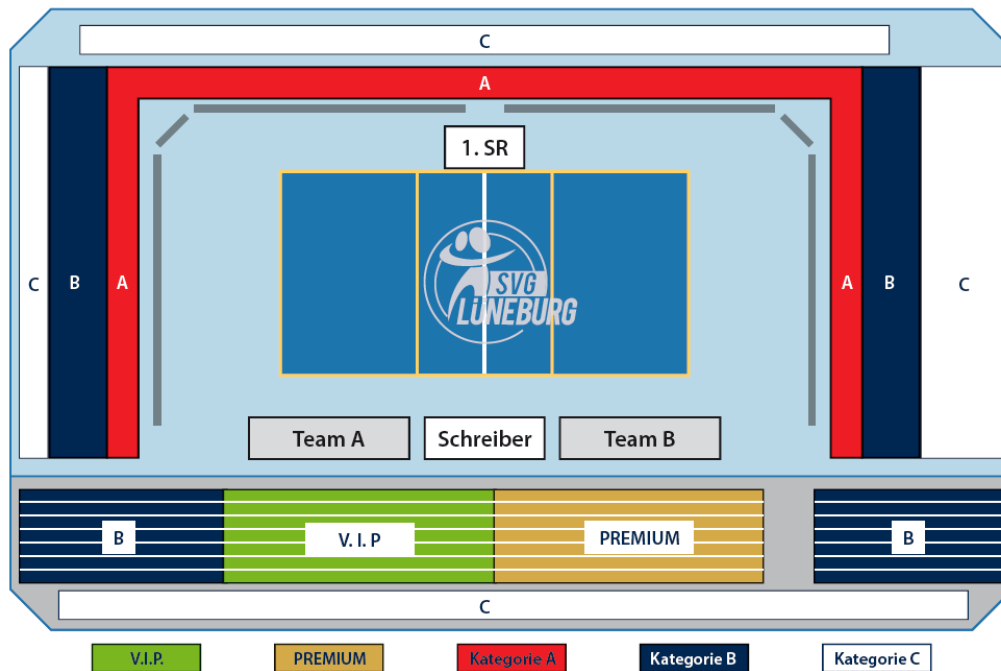 C
A
1. SR
C
B
A
A
B
C
SVG
LÜNEBURG
Team A
Schreiber
Team B
B
V. I. P
PREMIUM
B
C
V.I.P.
PREMIUM
Kategorie A
Kategorie B
Kategorie C